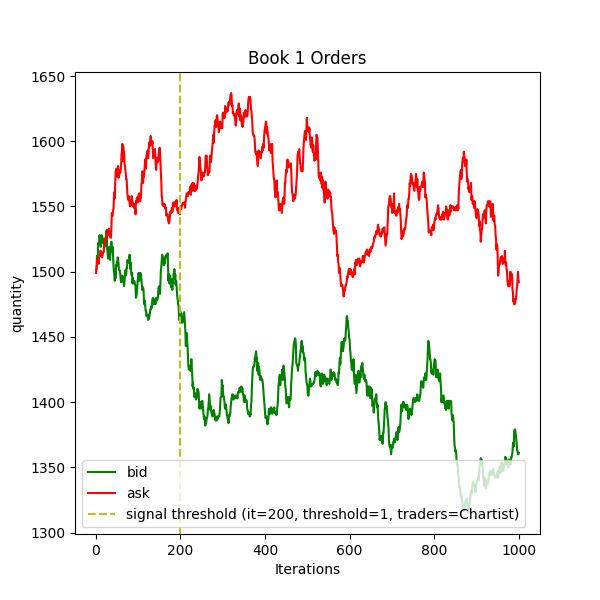 Book 1 Orders
1650
1600
1550
1500
1450
1400
1350
1300
quantity
bid
ask
signal threshold (it=200, threshold=1, traders=Chartist)
0 200 400 600 800 1000
Iterations